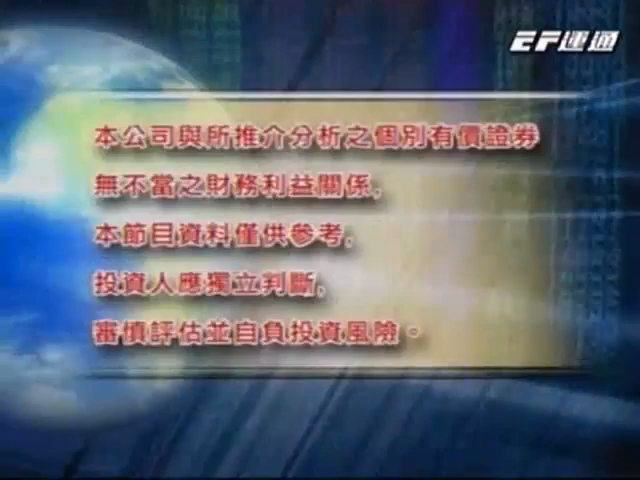 EF運通
本公司與所推介分析之個別有價證券
無不當之財務利益關係,
本節目資料僅供參考,
投資人應獨立判斷,
審慎評估並自負投資風險。